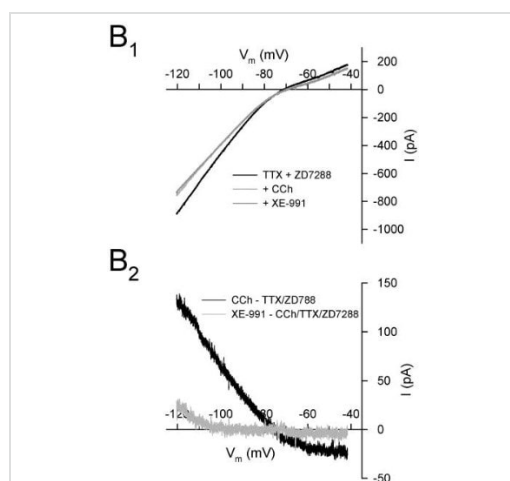 B1
Vm (mV)
-120 -100 -80 -60 -40
200
0
-200
-400
-600
-800
-1000
I (pA)
TTX + ZD7288
+ CCh
+ XE-991
B2
CCh - TTX/ZD788
XE-991 - CCh/TTX/ZD7288
150
100
50
0
-50
I (pA)
-120 -100 -80 -60 -40
Vm (mV)